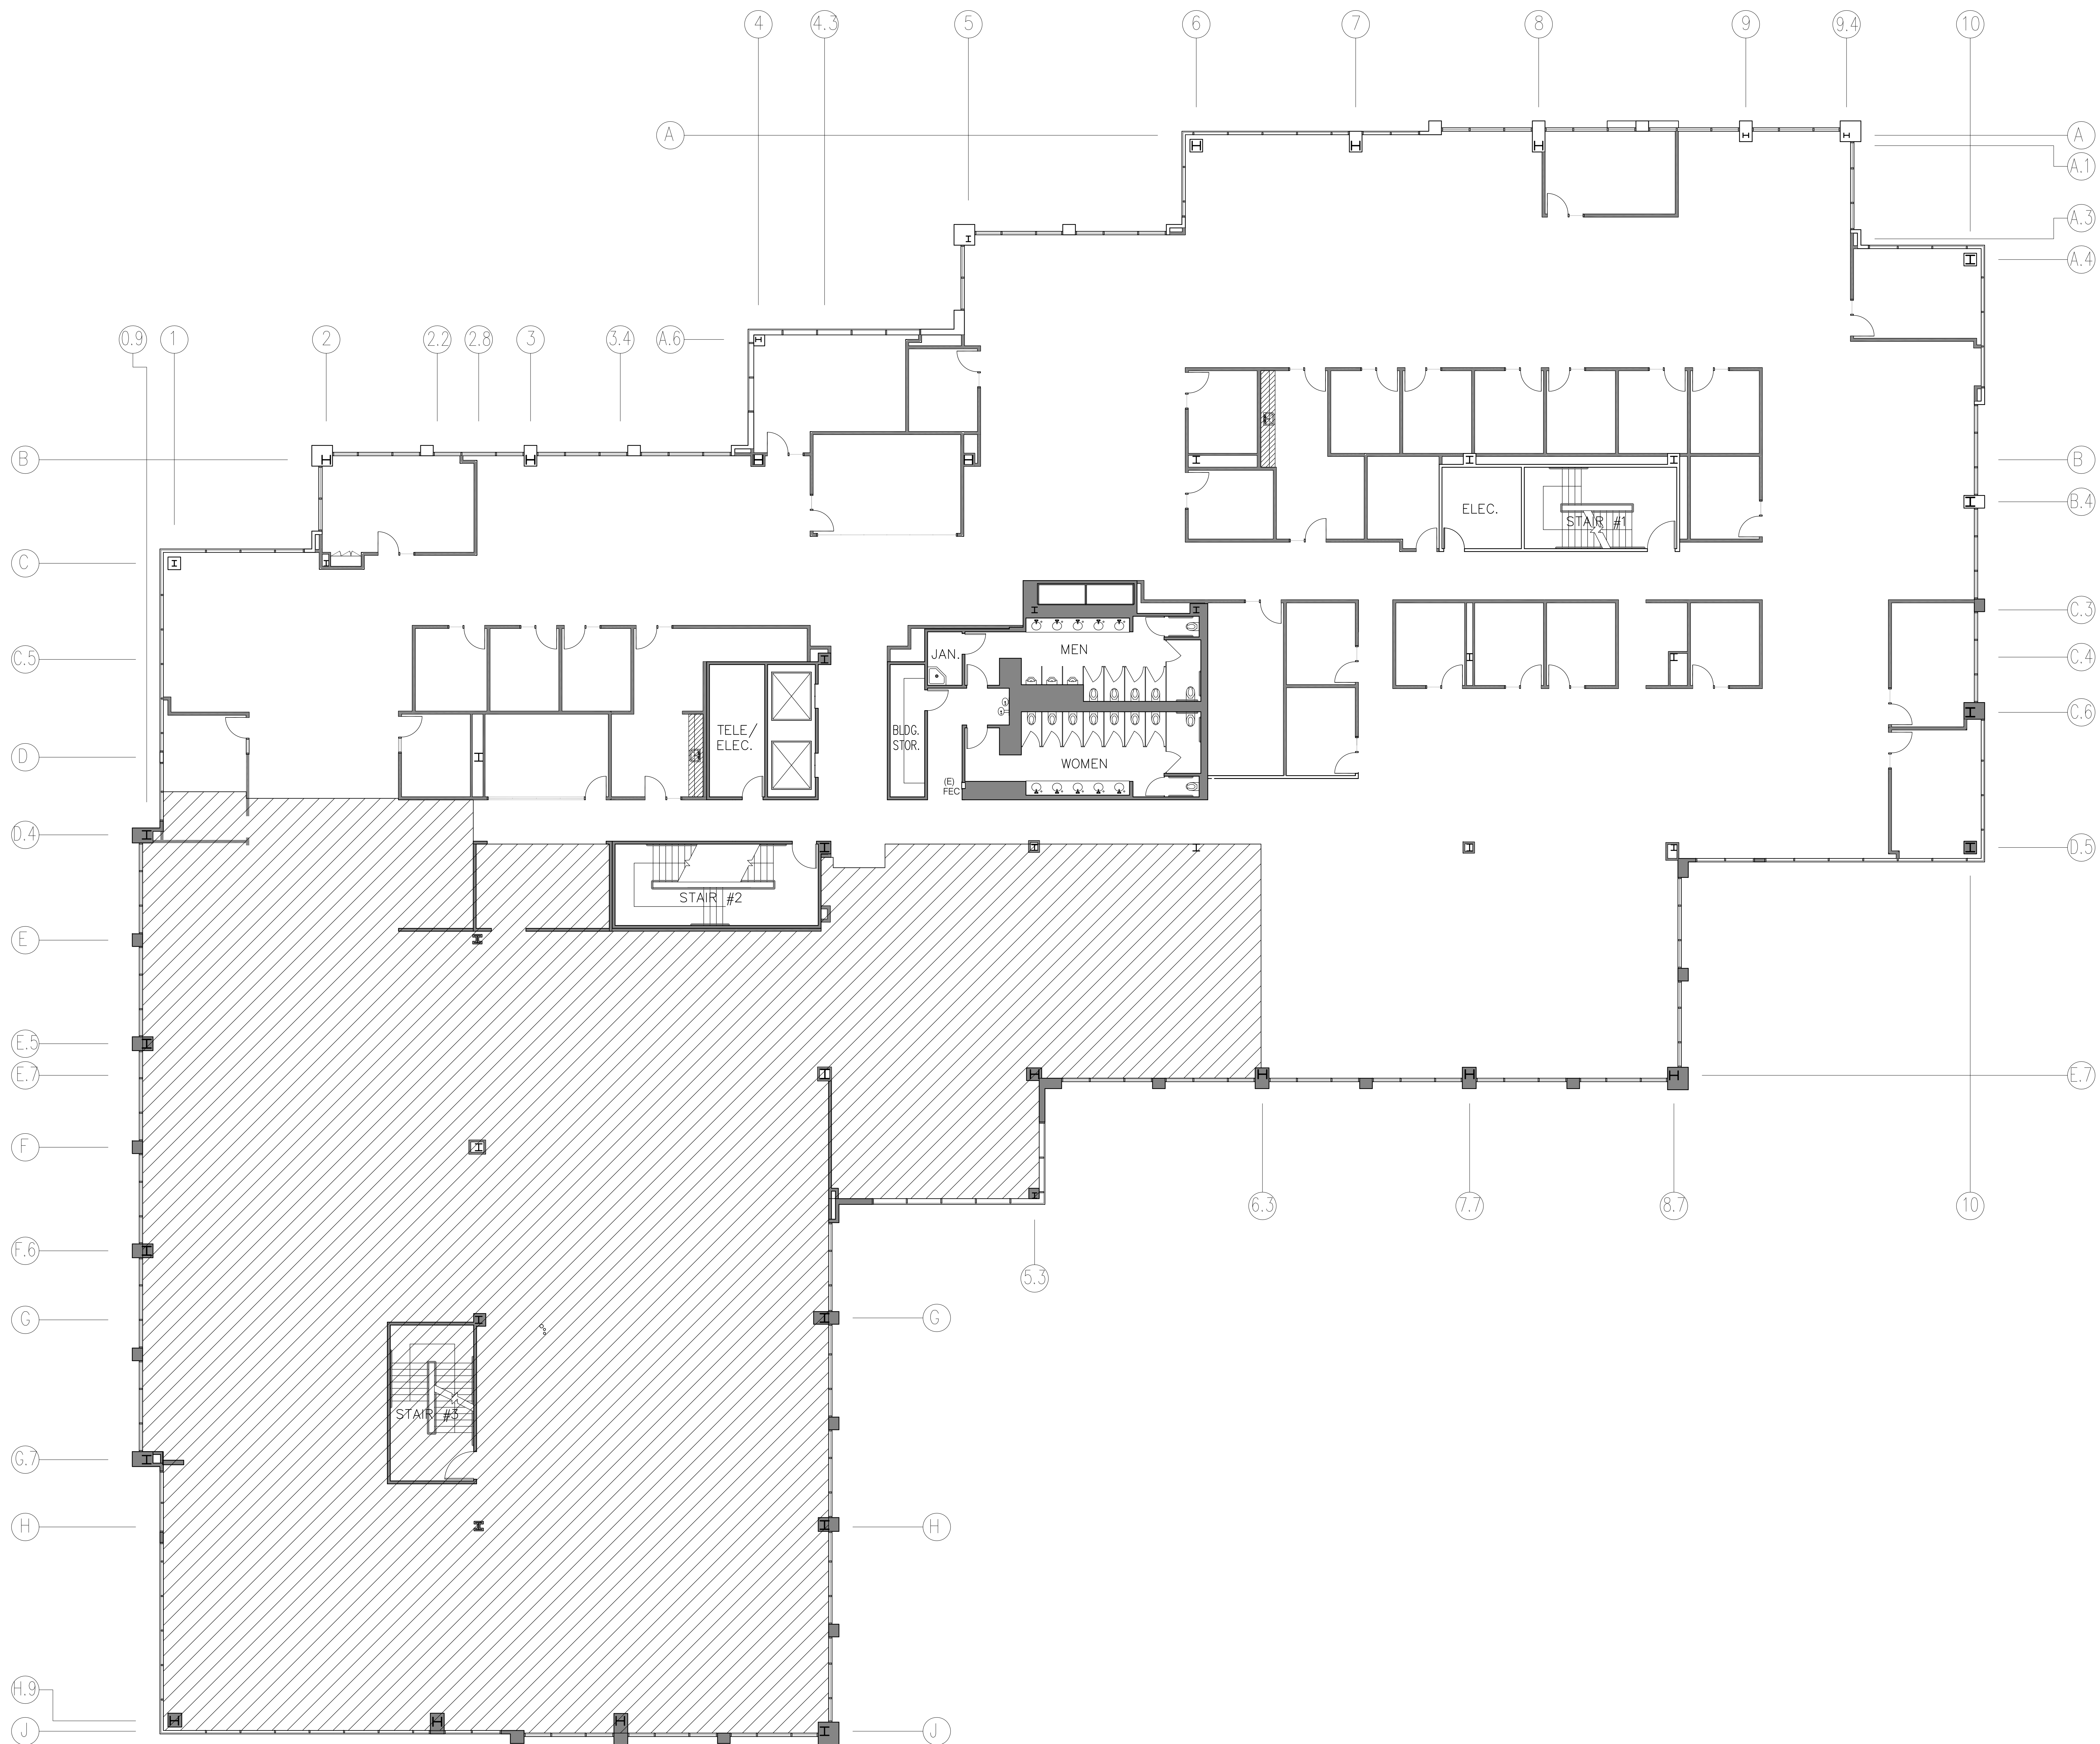 4 4.3 5 6 7 8 9 9.4 10
A A
A.1
A.3
A.4
0.9 1 2 2.2 2.8 3 3.4 A.6
B B
B.4
ELEC.
STAIR #1
C
C.3
C.5 JAN. MEN C.4
C.6
TELE/
ELEC.
BLDG.
STOR.
D WOMEN
(E)
FEC
D.4 D.5
STAIR #2
E
E.5
E.7 E.7
F
6.3 7.7 8.7 10
F.6
5.3
G G
STAIR #3
G.7
H H
H.9
J J